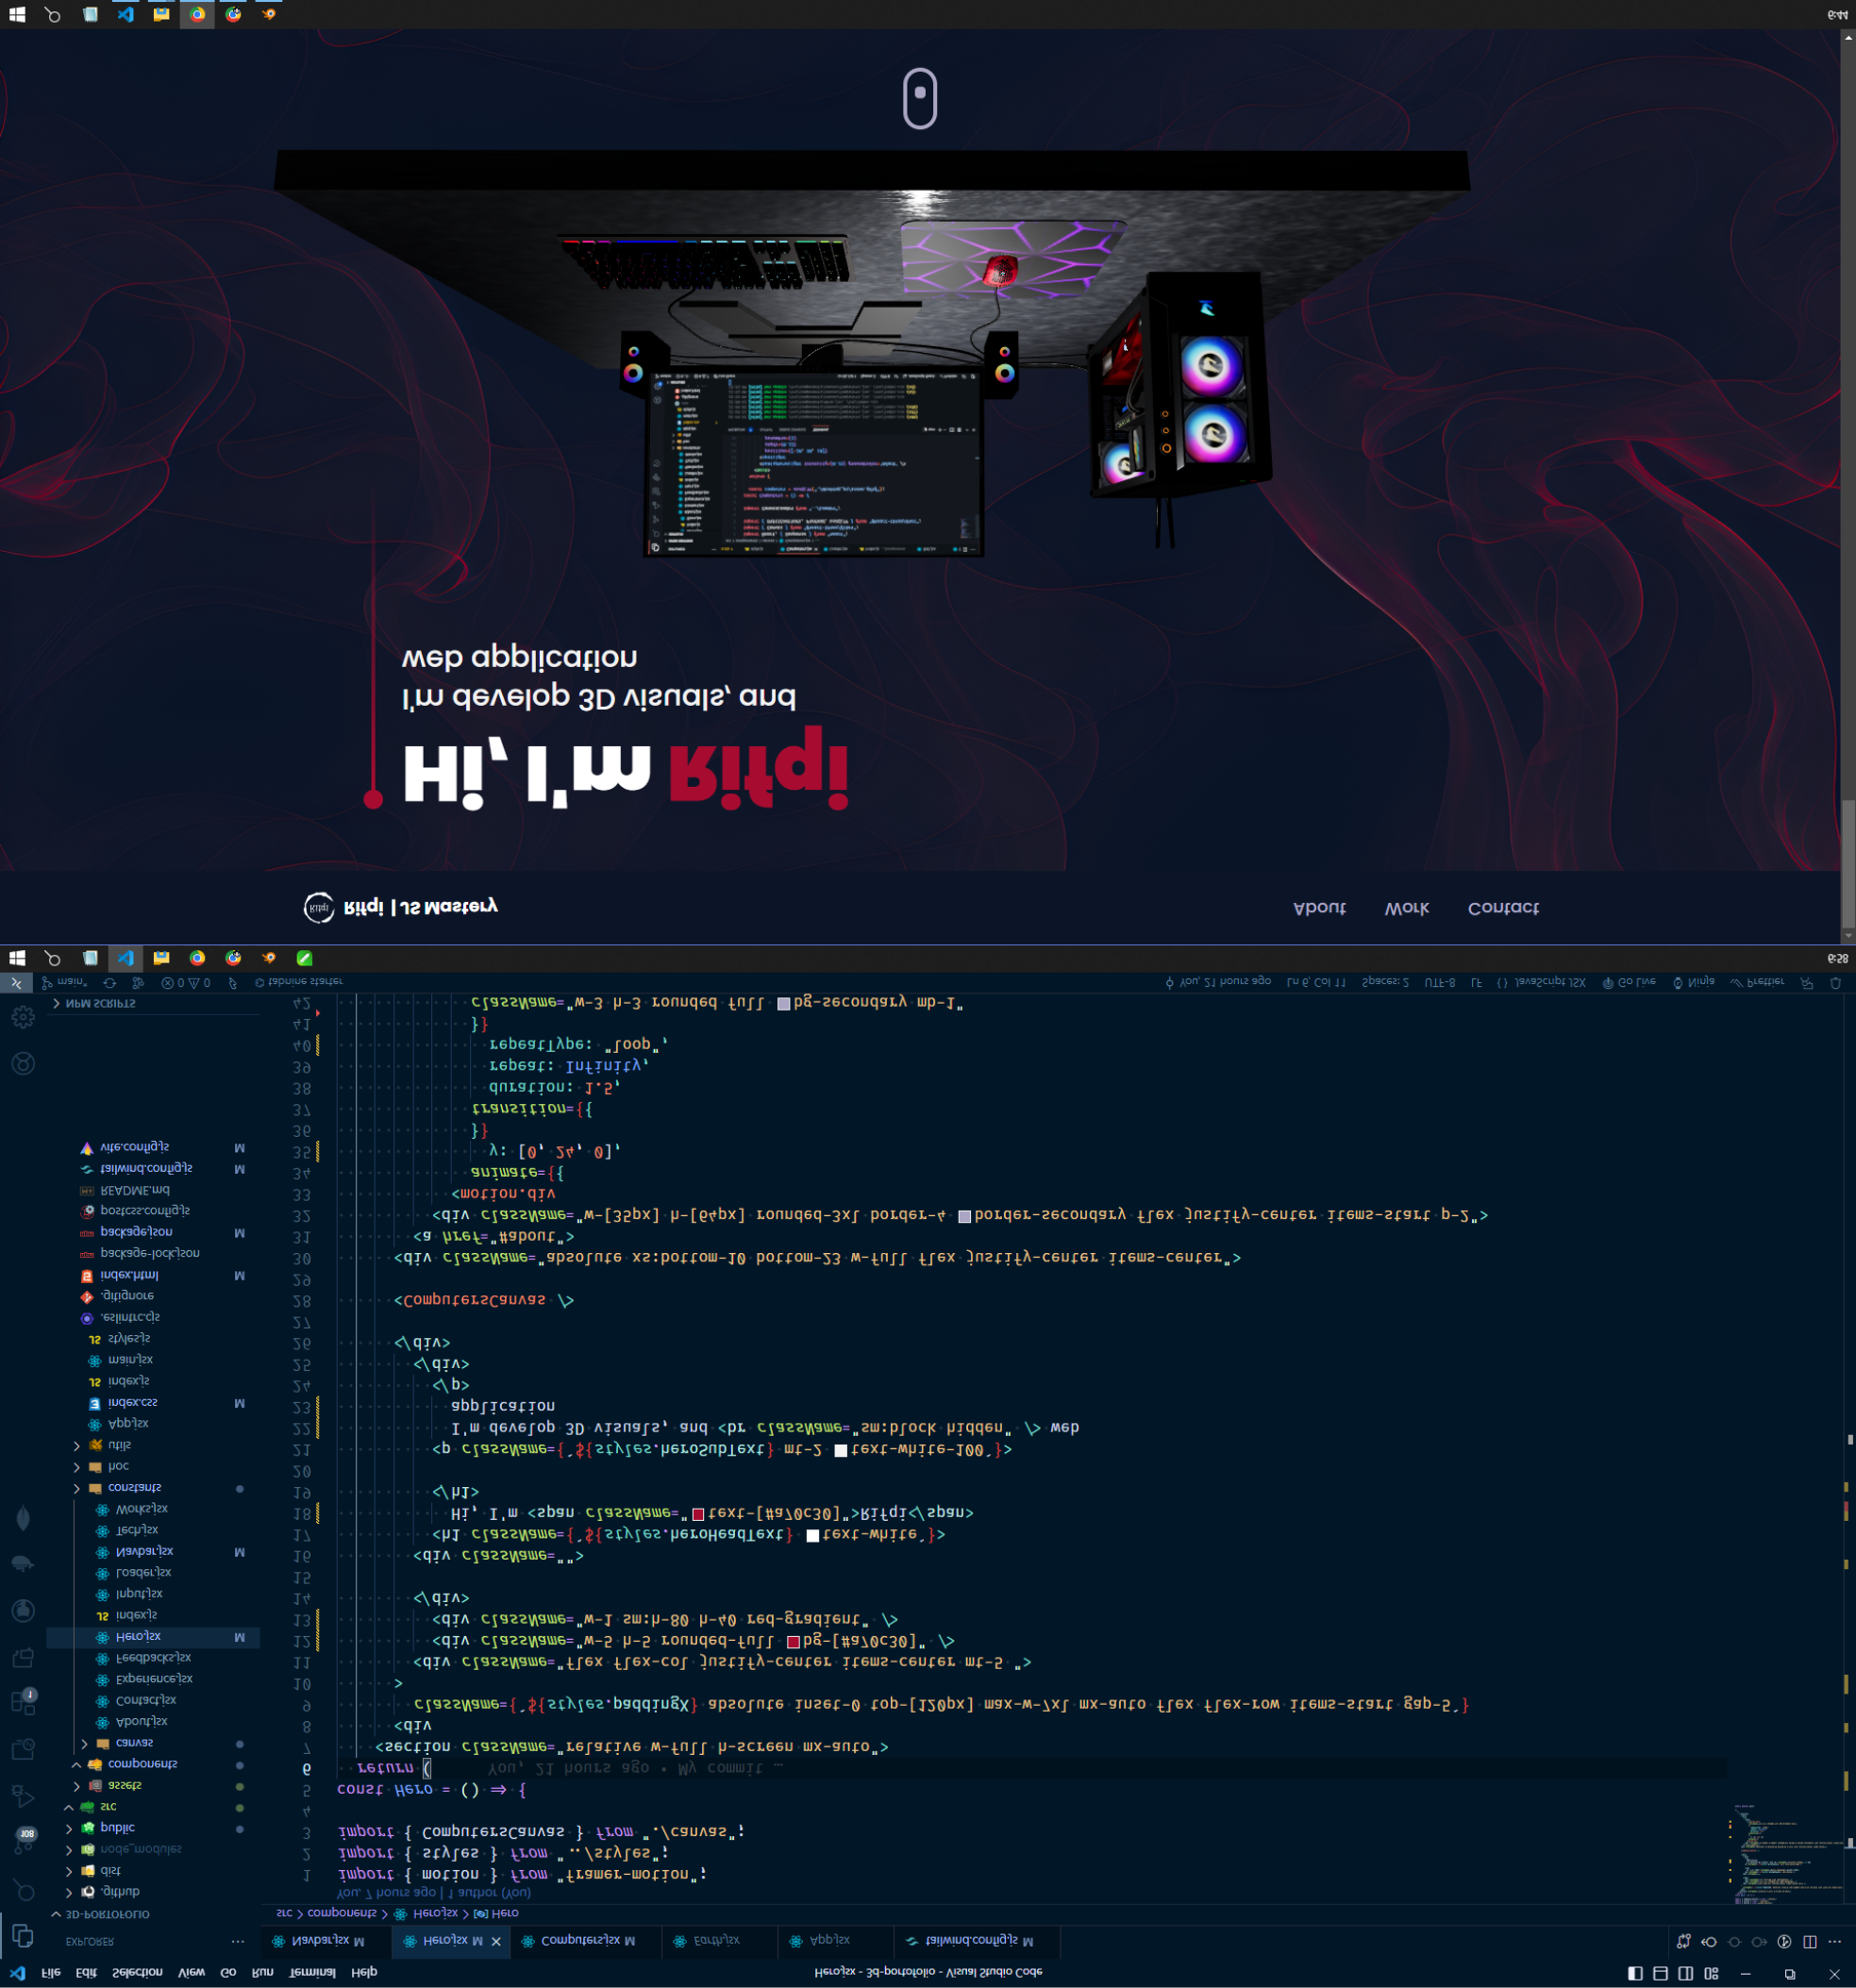 File Edit Selection View Go Run Terminal Help
Hero.jsx - 3d-portofolio - Visual Studio Code
EXPLORER
Navbar.jsx M
Hero.jsx M
Computers.jsx M
Earth.jsx
App.jsx
tailwind.config.js M
3D-PORTOFOLIO
src > components > Hero.jsx > Hero
.github
dist
node_modules
public
src
assets
components
canvas
About.jsx
Contact.jsx
Experience.jsx
Feedbacks.jsx
Hero.jsx M
index.js
Input.jsx
Loader.jsx
Navbar.jsx M
Tech.jsx
Works.jsx
constants
hoc
utils
App.jsx
index.css M
index.js
main.jsx
styles.js
.eslintrc.cjs
.gitignore
index.html M
package-lock.json
package.json M
postcss.config.js
README.md
tailwind.config.js M
vite.config.js M
NPM SCRIPTS
108
1
You, 7 hours ago | 1 author (You)
1 import { motion } from "framer-motion";
2 import { styles } from "../styles";
3 import { ComputersCanvas } from "./canvas";
4
5 const Hero = () => {
6 return ( You, 21 hours ago • My commit …
7 <section className="relative w-full h-screen mx-auto">
8 <div
9 className={`${styles.paddingX} absolute inset-0 top-[120px] max-w-7xl mx-auto flex flex-row items-start gap-5`}
10 >
11 <div className="flex flex-col justify-center items-center mt-5 ">
12 <div className="w-5 h-5 rounded-full bg-[#a70c30]" />
13 <div className="w-1 sm:h-80 h-40 red-gradient" />
14 </div>
15
16 <div className="">
17 <h1 className={`${styles.heroHeadText} text-white`}>
18 Hi, I'm <span className="text-[#a70c30]">Rifqi</span>
19 </h1>
20
21 <p className={`${styles.heroSubText} mt-2 text-white-100`}>
22 I'm develop 3D visuals, and <br className="sm:block hidden" /> web
23 application
24 </p>
25 </div>
26 </div>
27
28 <ComputersCanvas />
29
30 <div className="absolute xs:bottom-10 bottom-23 w-full flex justify-center items-center">
31 <a href="#about">
32 <div className="w-[35px] h-[64px] rounded-3xl border-4 border-secondary flex justify-center items-start p-2">
33 <motion.div
34 animate={{
35 y: [0, 24, 0],
36 }}
37 transition={{
38 duration: 1.5,
39 repeat: Infinity,
40 repeatType: "loop",
41 }}
42 className="w-3 h-3 rounded full bg-secondary mb-1"
main* 0 0 tabnine starter
You, 21 hours ago Ln 6, Col 11 Spaces: 2 UTF-8 LF {} JavaScript JSX Go Live Ninja Prettier
6:58
Rifqi
Rifqi | JS Mastery
About Work Contact
Hi, I'm Rifqi
I'm develop 3D visuals, and
web application
6:44